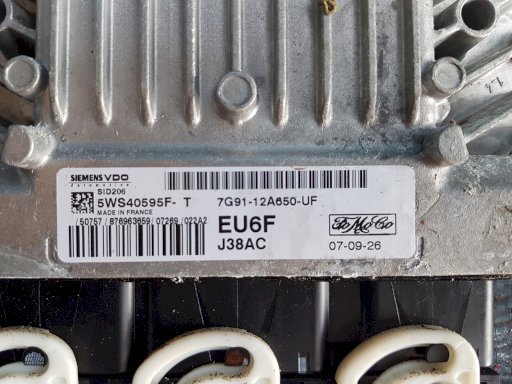 SIEMENS VDO
Automotive
SID206
5WS40595F- T 7G91-12A650-UF
MADE IN FRANCE
/50757 / 876963659/ 07269 /022A2
EU6F
J38AC
FoMoCo
07-09-26